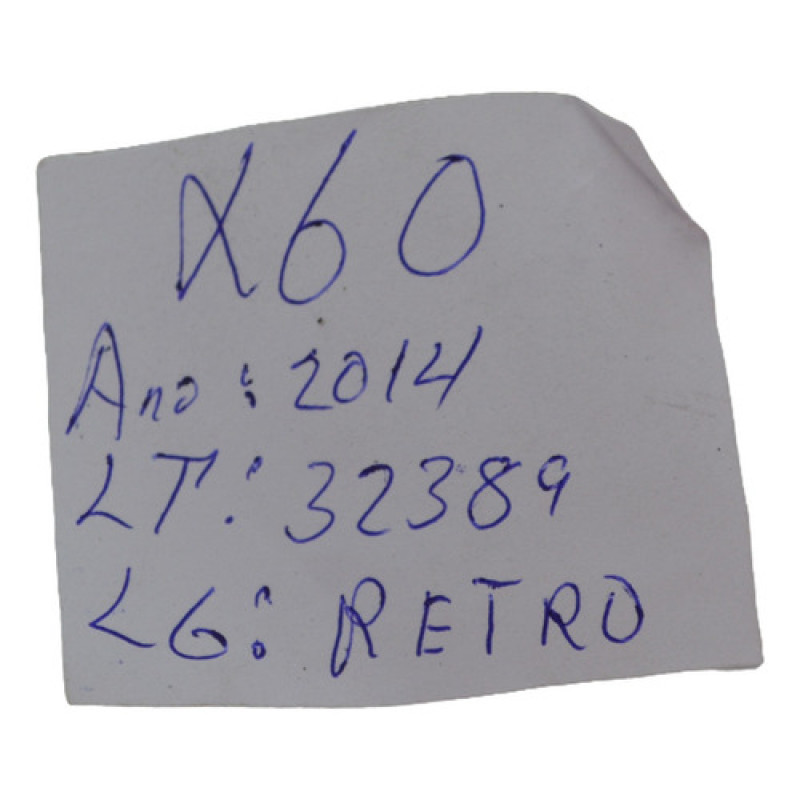 X60
Ano: 2014
LT: 32389
LG: RETRO